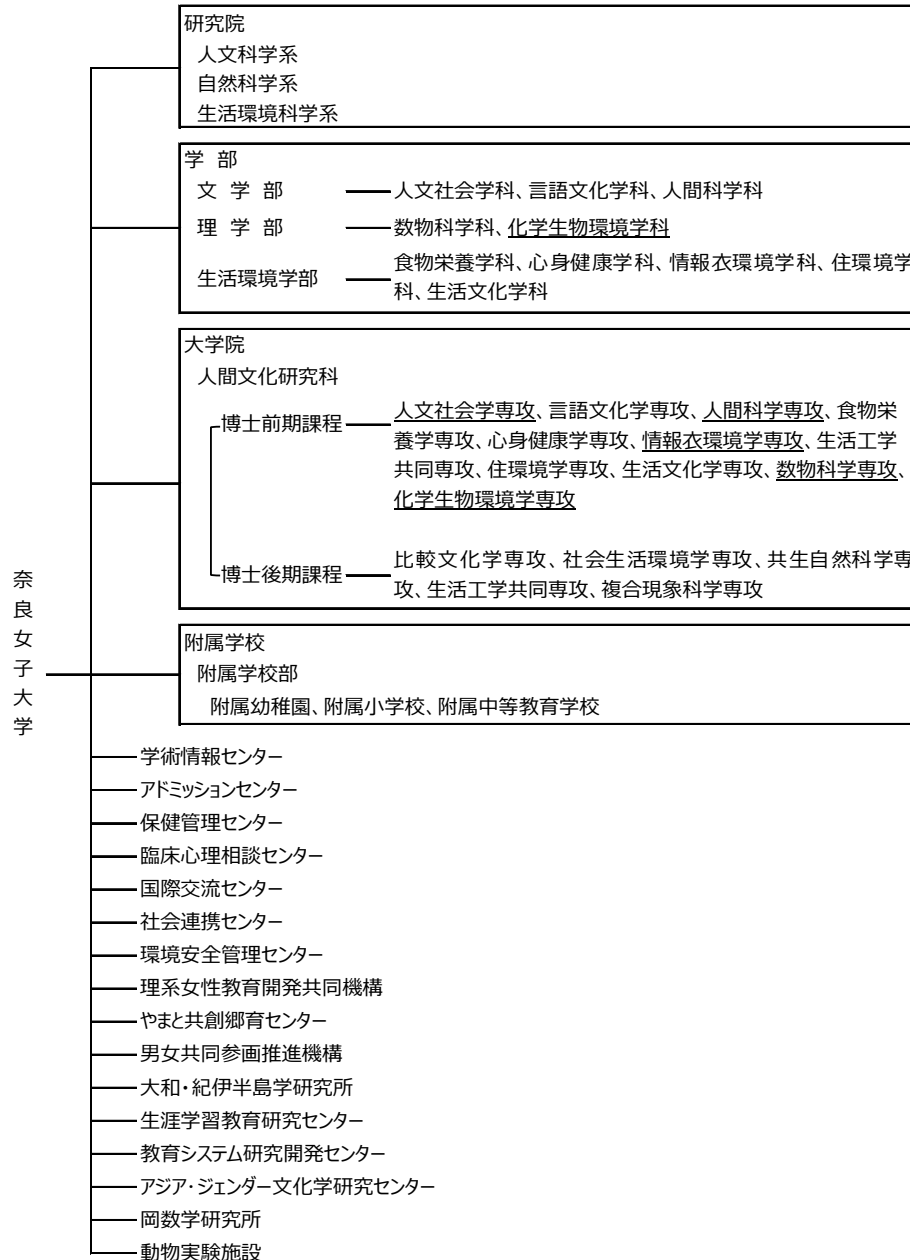 研究院
人文科学系
自然科学系
生活環境科学系
学 部
文 学 部 人文社会学科、言語文化学科、人間科学科
理 学 部 数物科学科、化学生物環境学科
生活環境学部 食物栄養学科、心身健康学科、情報衣環境学科、住環境学
科、生活文化学科
大学院
人間文化研究科
博士前期課程 人文社会学専攻、言語文化学専攻、人間科学専攻、食物栄
養学専攻、心身健康学専攻、情報衣環境学専攻、生活工学
共同専攻、住環境学専攻、生活文化学専攻、数物科学専攻、
化学生物環境学専攻
博士後期課程 比較文化学専攻、社会生活環境学専攻、共生自然科学専
攻、生活工学共同専攻、複合現象科学専攻
奈良女子大学
附属学校
附属学校部
附属幼稚園、附属小学校、附属中等教育学校
学術情報センター
アドミッションセンター
保健管理センター
臨床心理相談センター
国際交流センター
社会連携センター
環境安全管理センター
理系女性教育開発共同機構
やまと共創郷育センター
男女共同参画推進機構
大和・紀伊半島学研究所
生涯学習教育研究センター
教育システム研究開発センター
アジア・ジェンダー文化学研究センター
岡数学研究所
動物実験施設